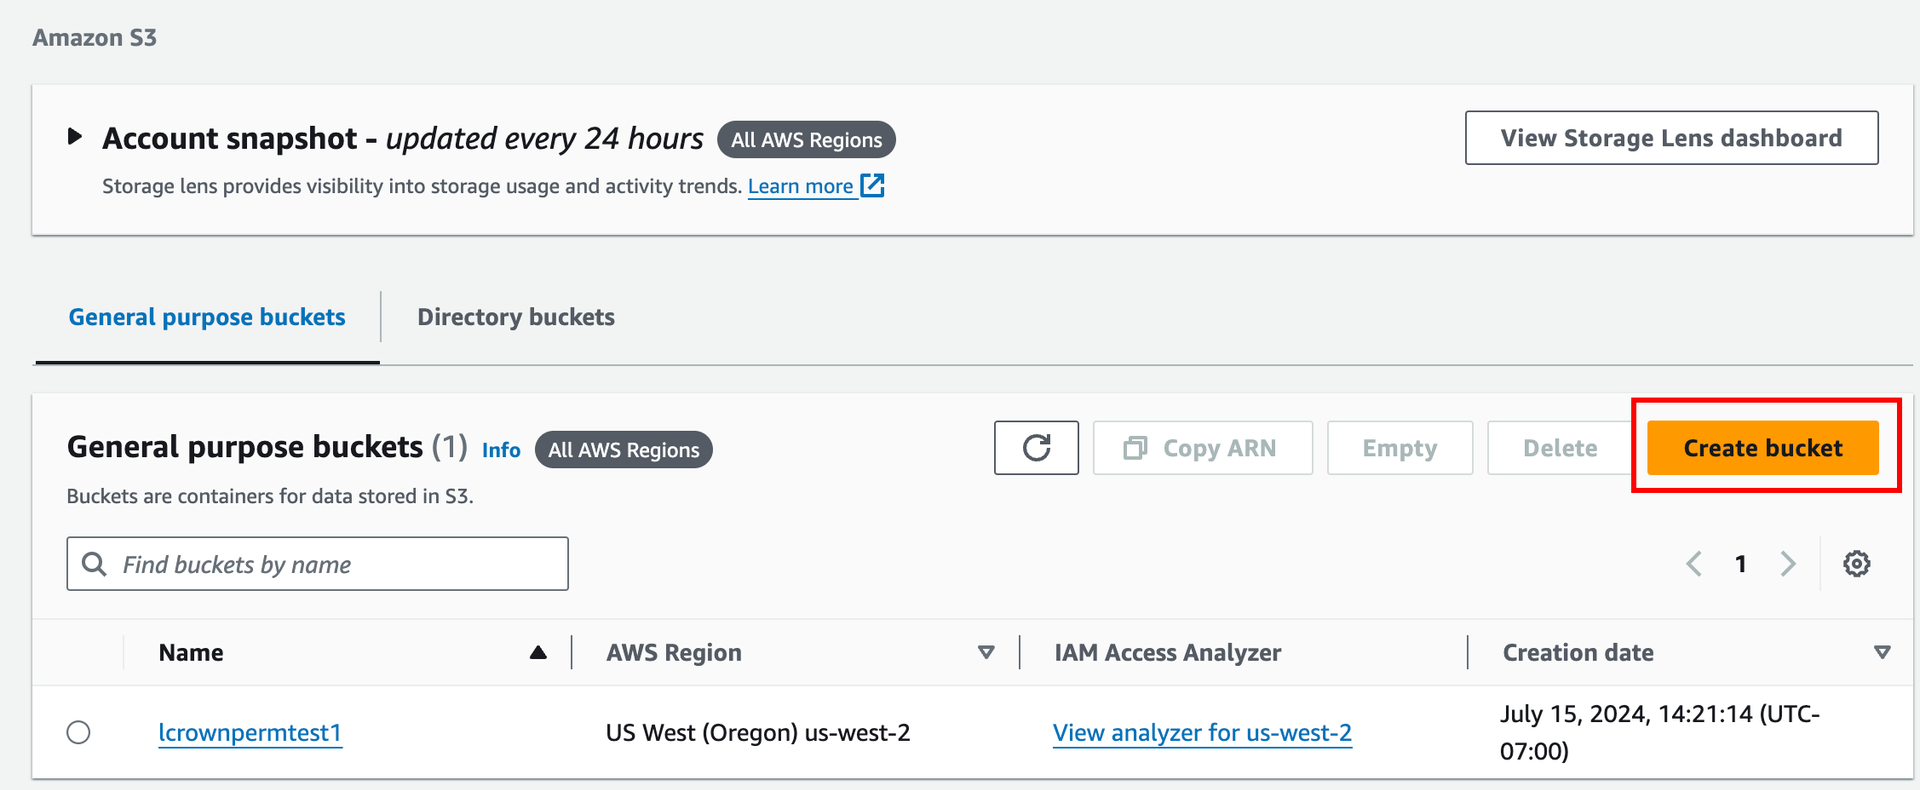 Amazon S3
Account snapshot - updated every 24 hours All AWS Regions
View Storage Lens dashboard
Storage lens provides visibility into storage usage and activity trends. Learn more
General purpose buckets
Directory buckets
General purpose buckets (1) Info All AWS Regions
Copy ARN
Empty
Delete
Create bucket
Buckets are containers for data stored in S3.
Find buckets by name
1
Name
AWS Region
IAM Access Analyzer
Creation date
lcrownpermtest1
US West (Oregon) us-west-2
View analyzer for us-west-2
July 15, 2024, 14:21:14 (UTC-
07:00)